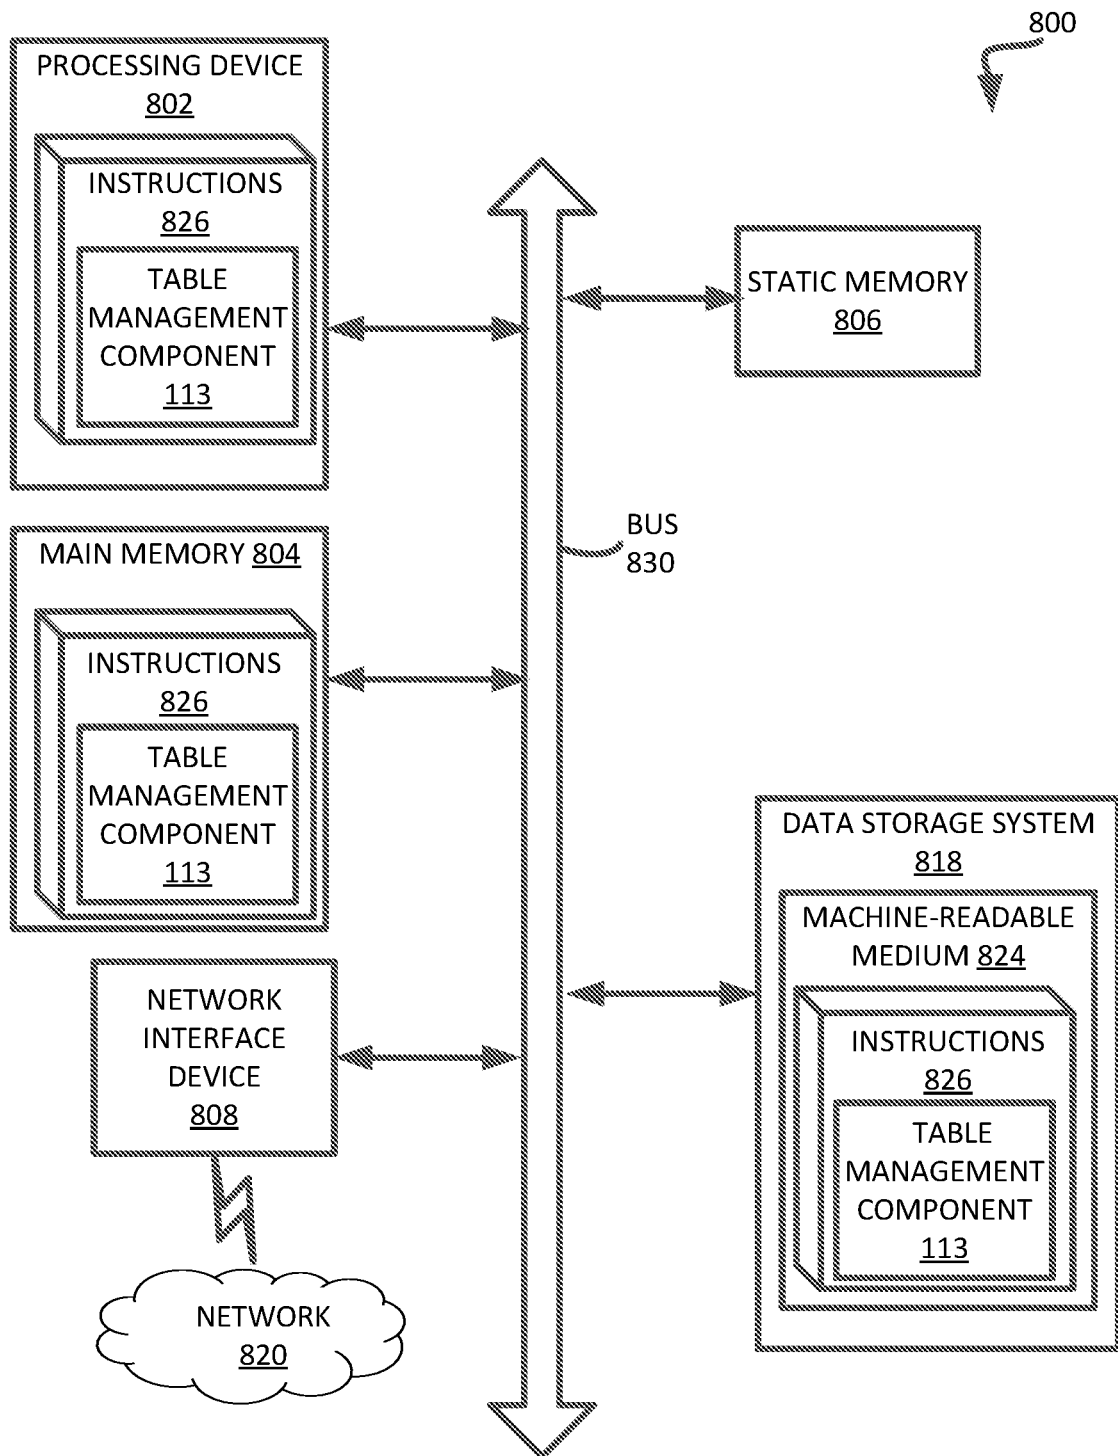 800
PROCESSING DEVICE
802
INSTRUCTIONS
826
TABLE
MANAGEMENT
COMPONENT
113
STATIC MEMORY
806
BUS
830
MAIN MEMORY 804
INSTRUCTIONS
826
TABLE
MANAGEMENT
COMPONENT
113
DATA STORAGE SYSTEM
818
MACHINE-READABLE
MEDIUM 824
INSTRUCTIONS
826
TABLE
MANAGEMENT
COMPONENT
113
NETWORK
INTERFACE
DEVICE
808
NETWORK
820